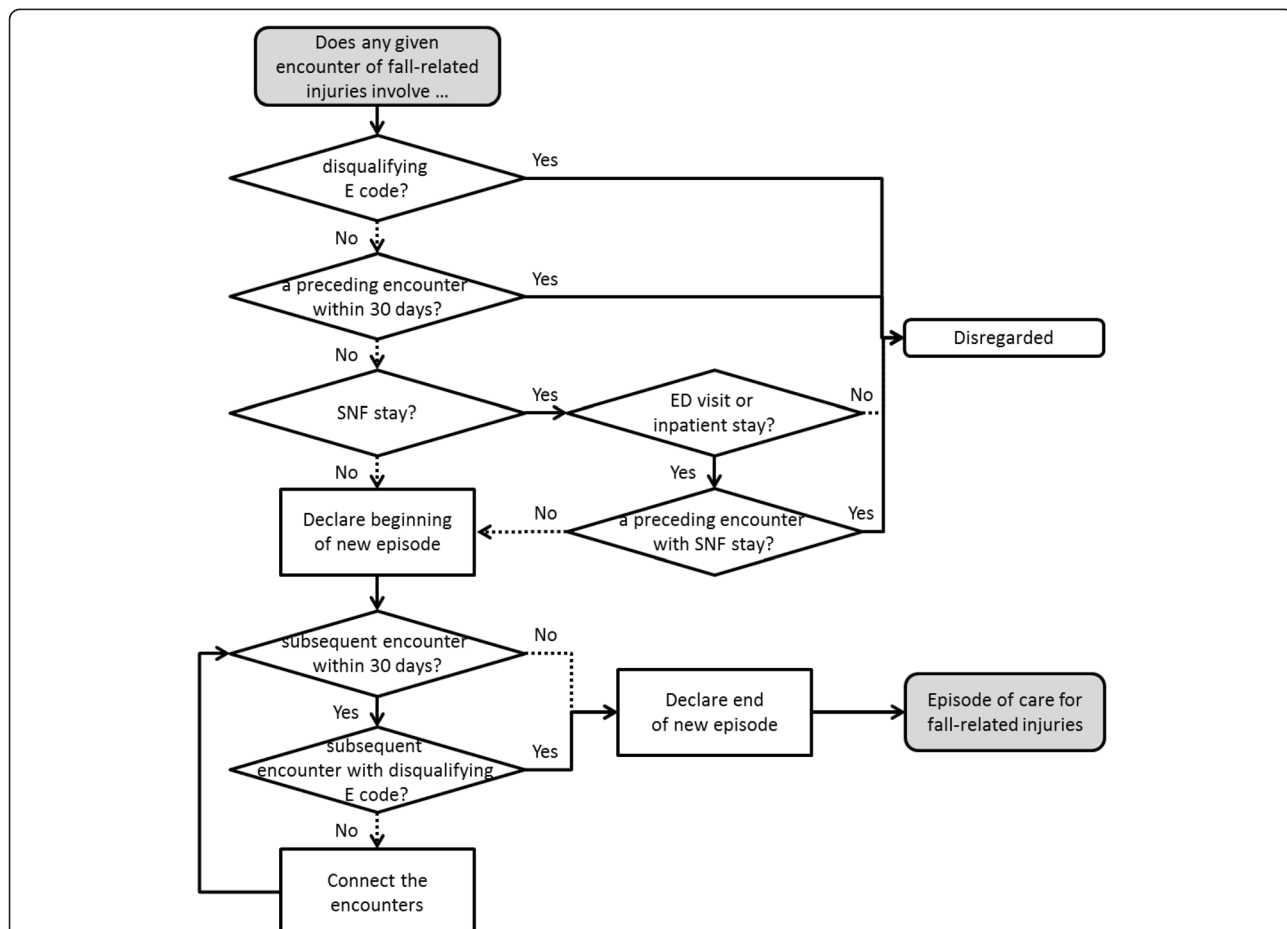 Does any given
encounter of fall-related
injuries involve ...
disqualifying
E code?
Yes
No
a preceding encounter
within 30 days?
Yes
No
Disregarded
SNF stay?
Yes
ED visit or
inpatient stay?
No
No
Yes
Declare beginning
of new episode
No
a preceding encounter
with SNF stay?
Yes
subsequent encounter
within 30 days?
No
Yes
Declare end
of new episode
Episode of care for
fall-related injuries
subsequent
encounter with disqualifying
E code?
Yes
No
Connect the
encounters